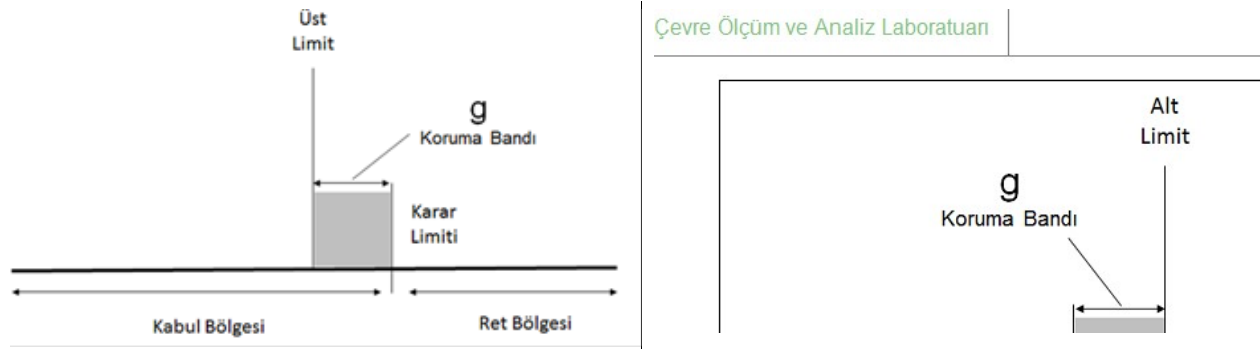 Üst
Limit
g
Koruma Bandı
Karar
Limiti
Kabul Bölgesi
Ret Bölgesi
Çevre Ölçüm ve Analiz Laboratuarı
Alt
Limit
g
Koruma Bandı